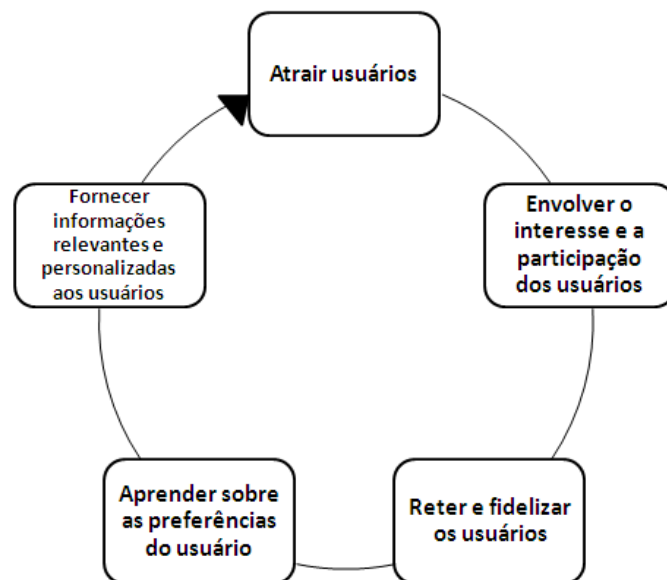 Atrair usuários
Envolver o
interesse e a
participação
dos usuários
Reter e fidelizar
os usuários
Aprender sobre
as preferências
do usuário
Fornecer
informações
relevantes e
personalizadas
aos usuários